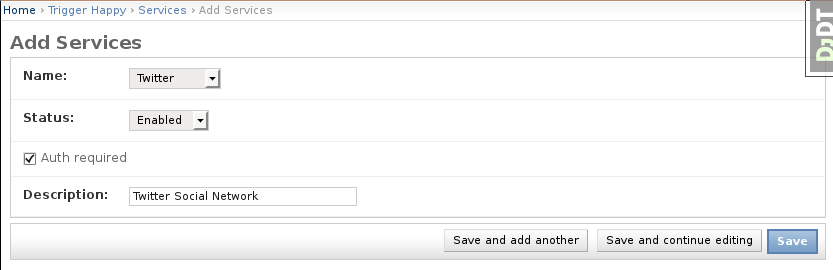 Home › Trigger Happy › Services › Add Services
DJDT
Add Services
Name: Twitter
Status: Enabled
Auth required
Description: Twitter Social Network
Save and add another Save and continue editing Save